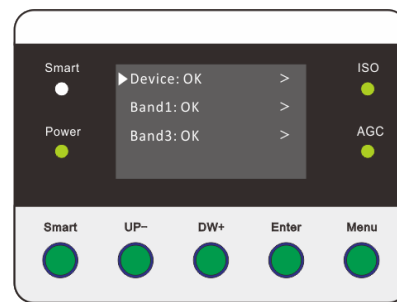 Smart
Power
Device: OK >
Band1: OK >
Band3: OK >
ISO
AGC
Smart UP− DW+ Enter Menu